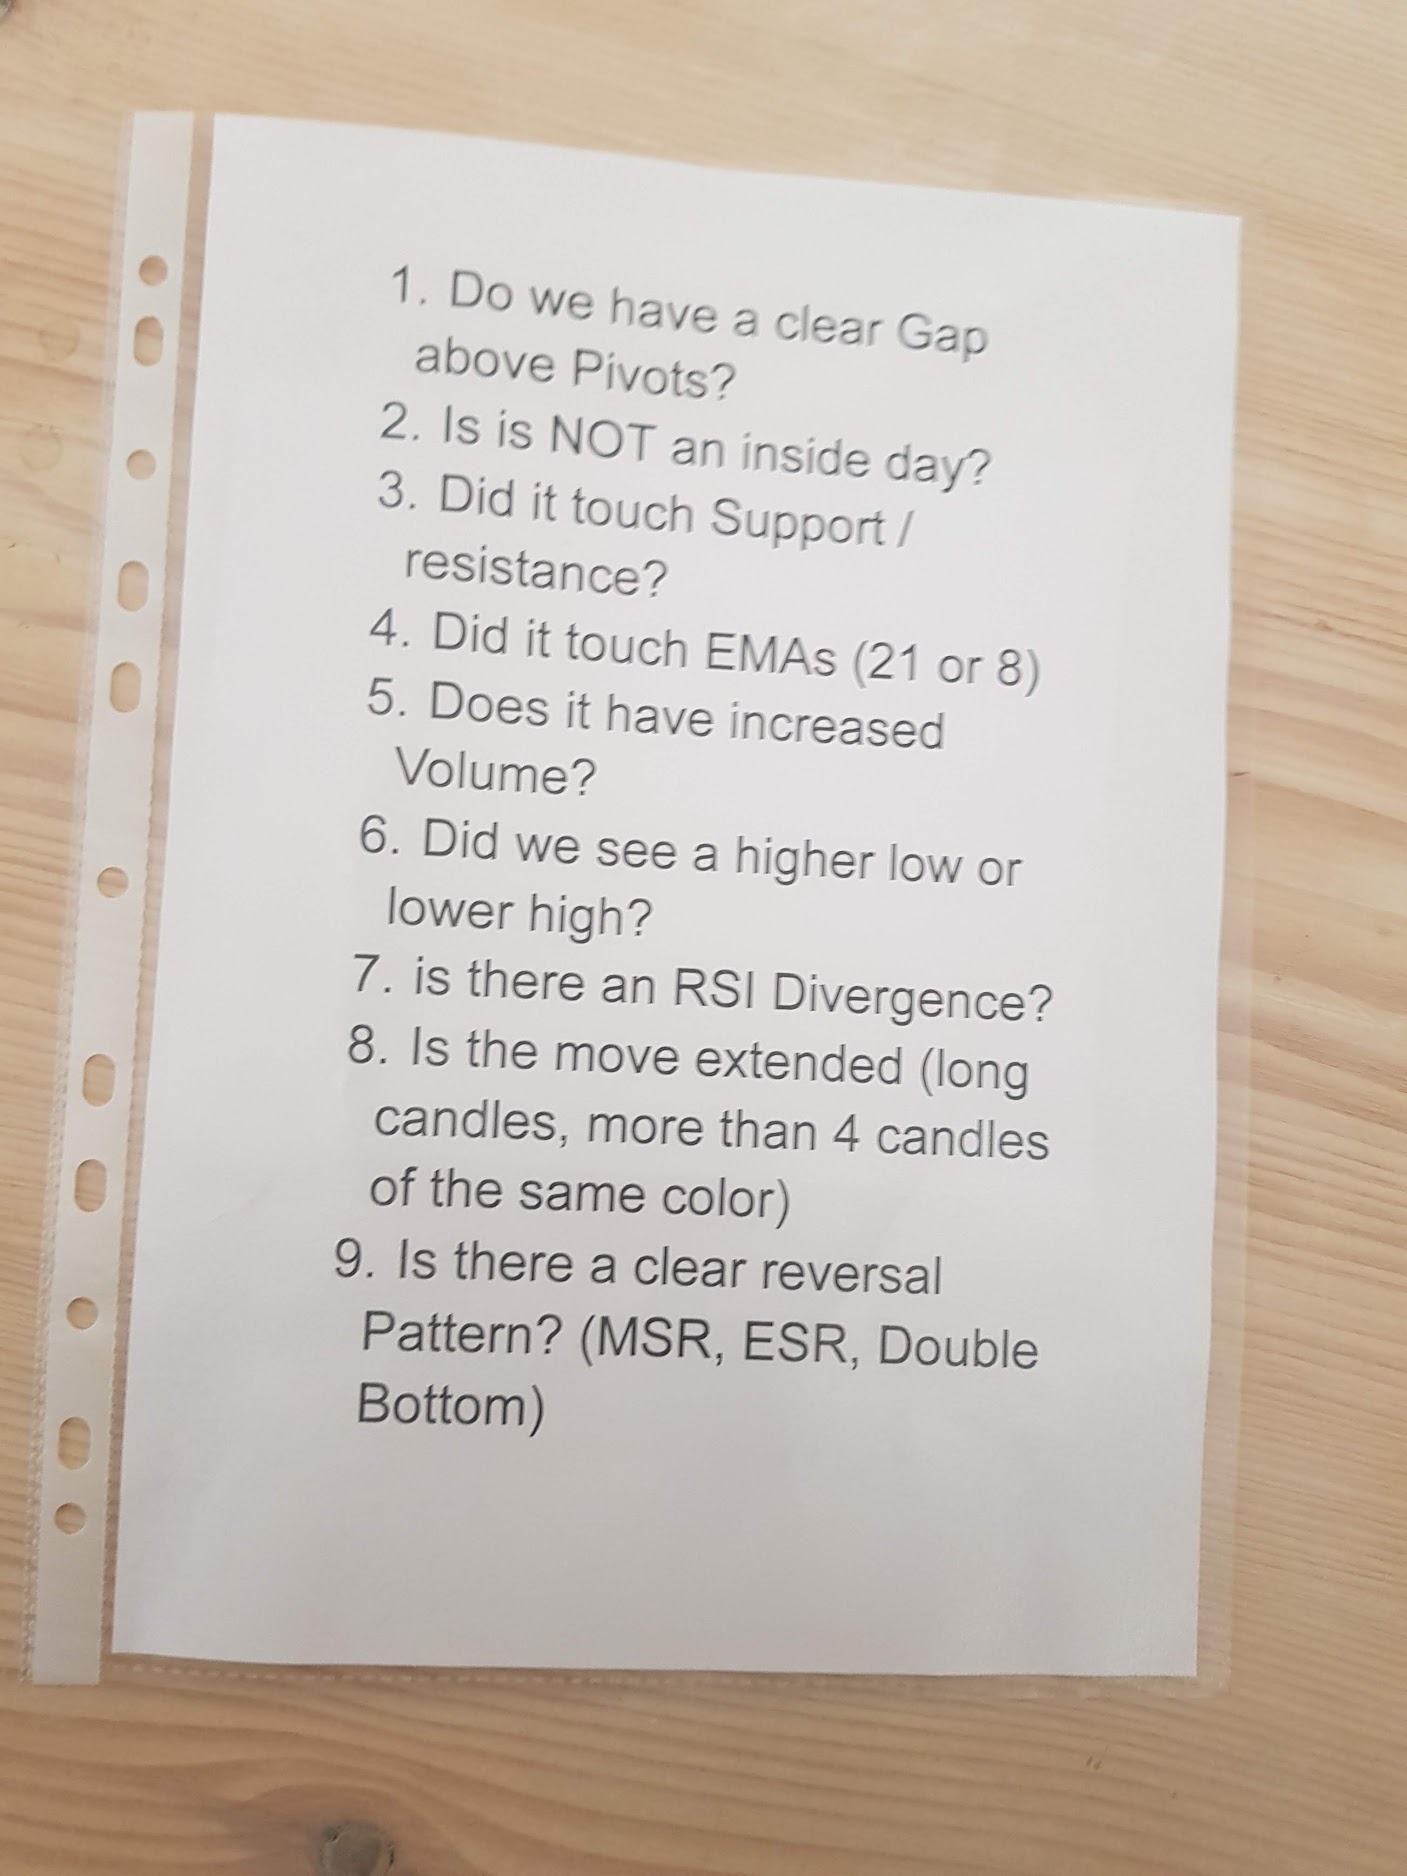 1. Do we have a clear Gap
above Pivots?
2. Is is NOT an inside day?
3. Did it touch Support /
resistance?
4. Did it touch EMAs (21 or 8)
5. Does it have increased
Volume?
6. Did we see a higher low or
lower high?
7. is there an RSI Divergence?
8. Is the move extended (long
candles, more than 4 candles
of the same color)
9. Is there a clear reversal
Pattern? (MSR, ESR, Double
Bottom)